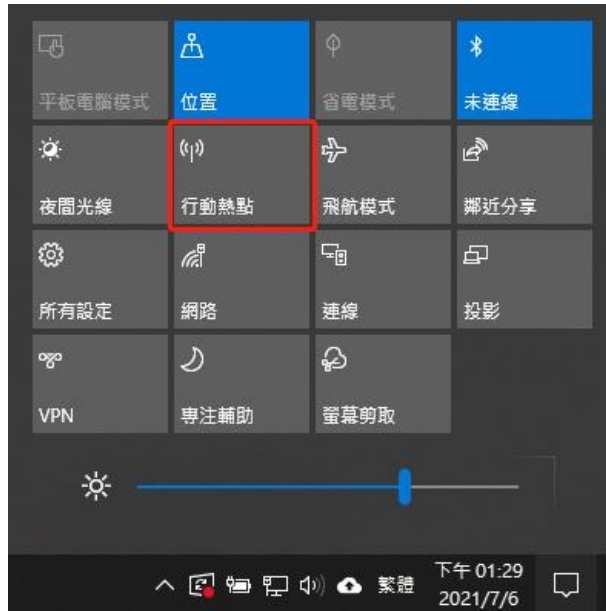 平板電腦模式
位置
省電模式
未連線
夜間光線
行動熱點
飛航模式
鄰近分享
所有設定
網路
連線
投影
VPN
專注輔助
螢幕剪取
繁體
下午 01:29
2021/7/6